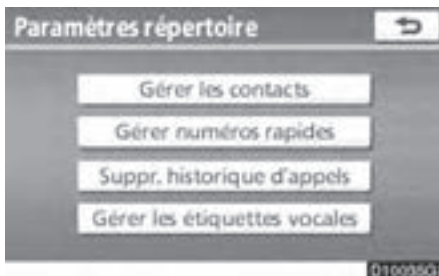 Paramètres répertoire
Gérer les contacts
Gérer numéros rapides
Suppr. historique d'appels
Gérer les étiquettes vocales